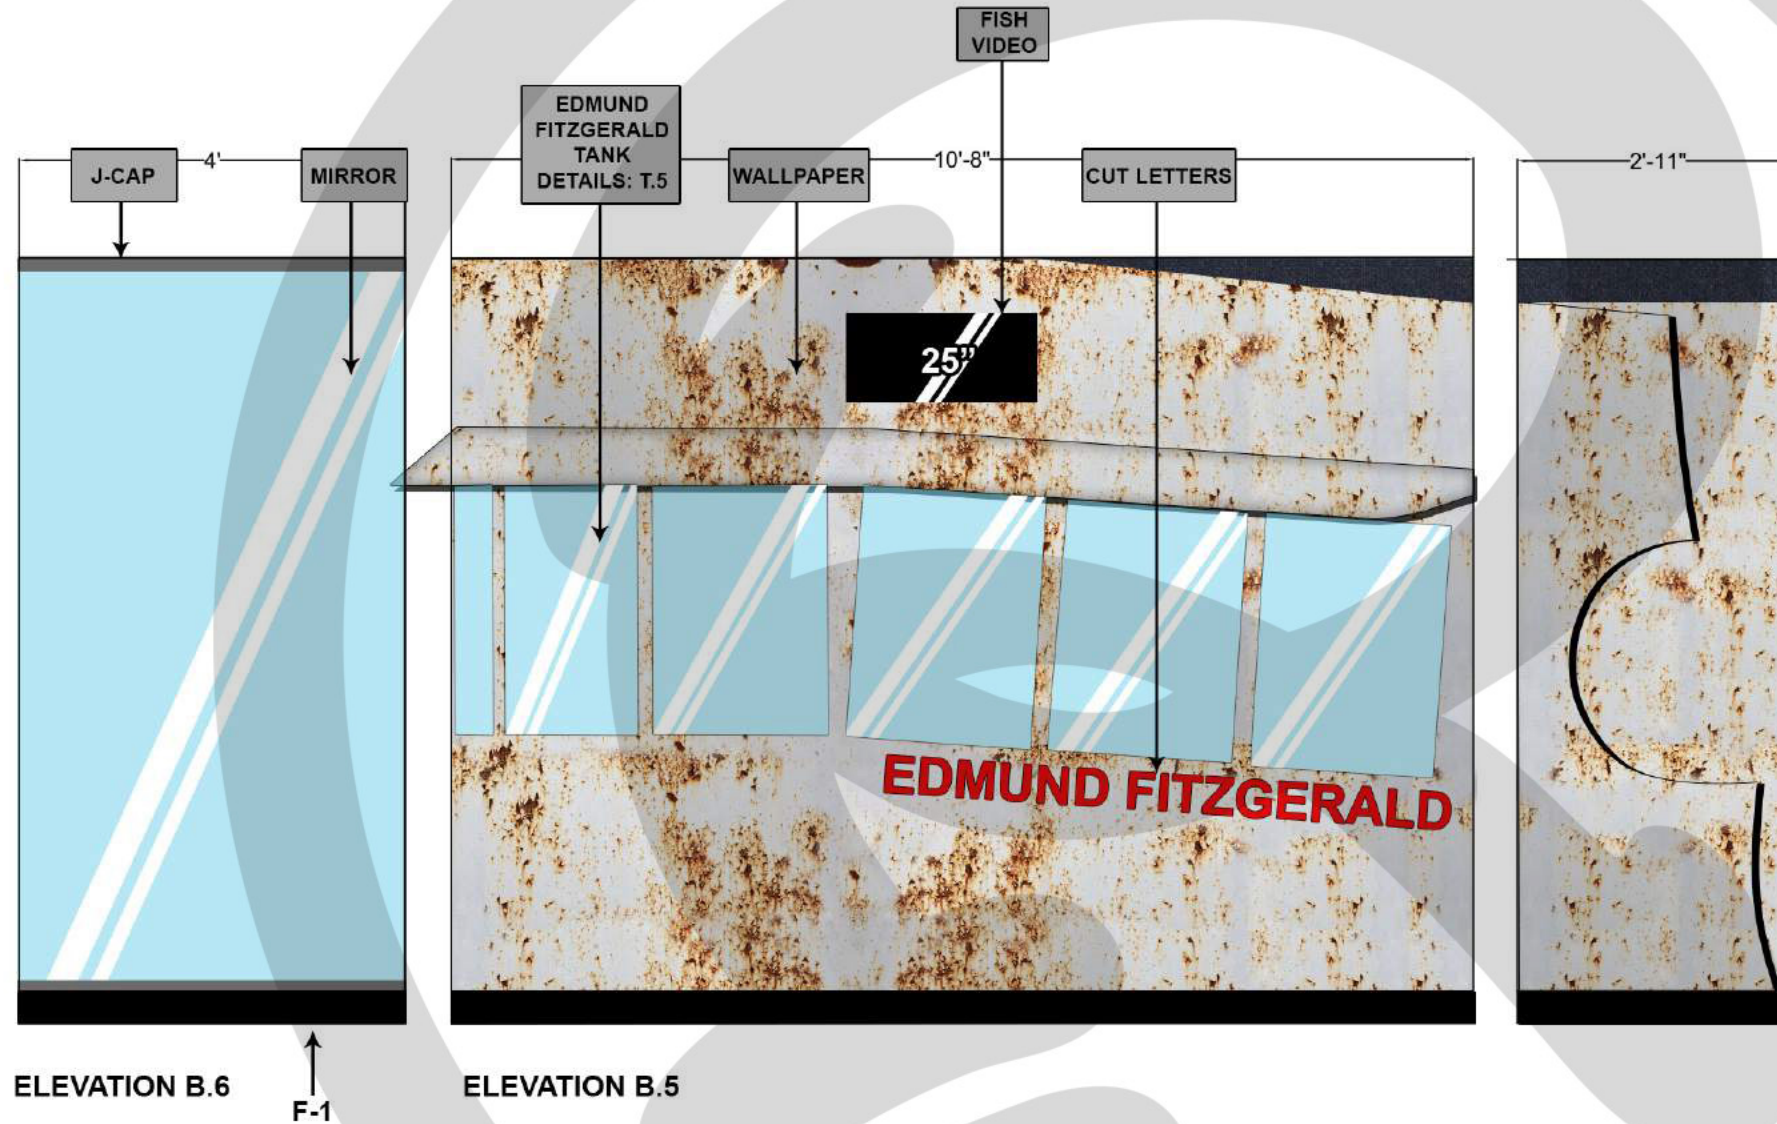 FISH
VIDEO
EDMUND
FITZGERALD
TANK
DETAILS: T.5
4'
J-CAP
MIRROR
WALLPAPER
10'-8"
CUT LETTERS
2'-11"
25”
EDMUND FITZGERALD
ELEVATION B.6
F-1
ELEVATION B.5